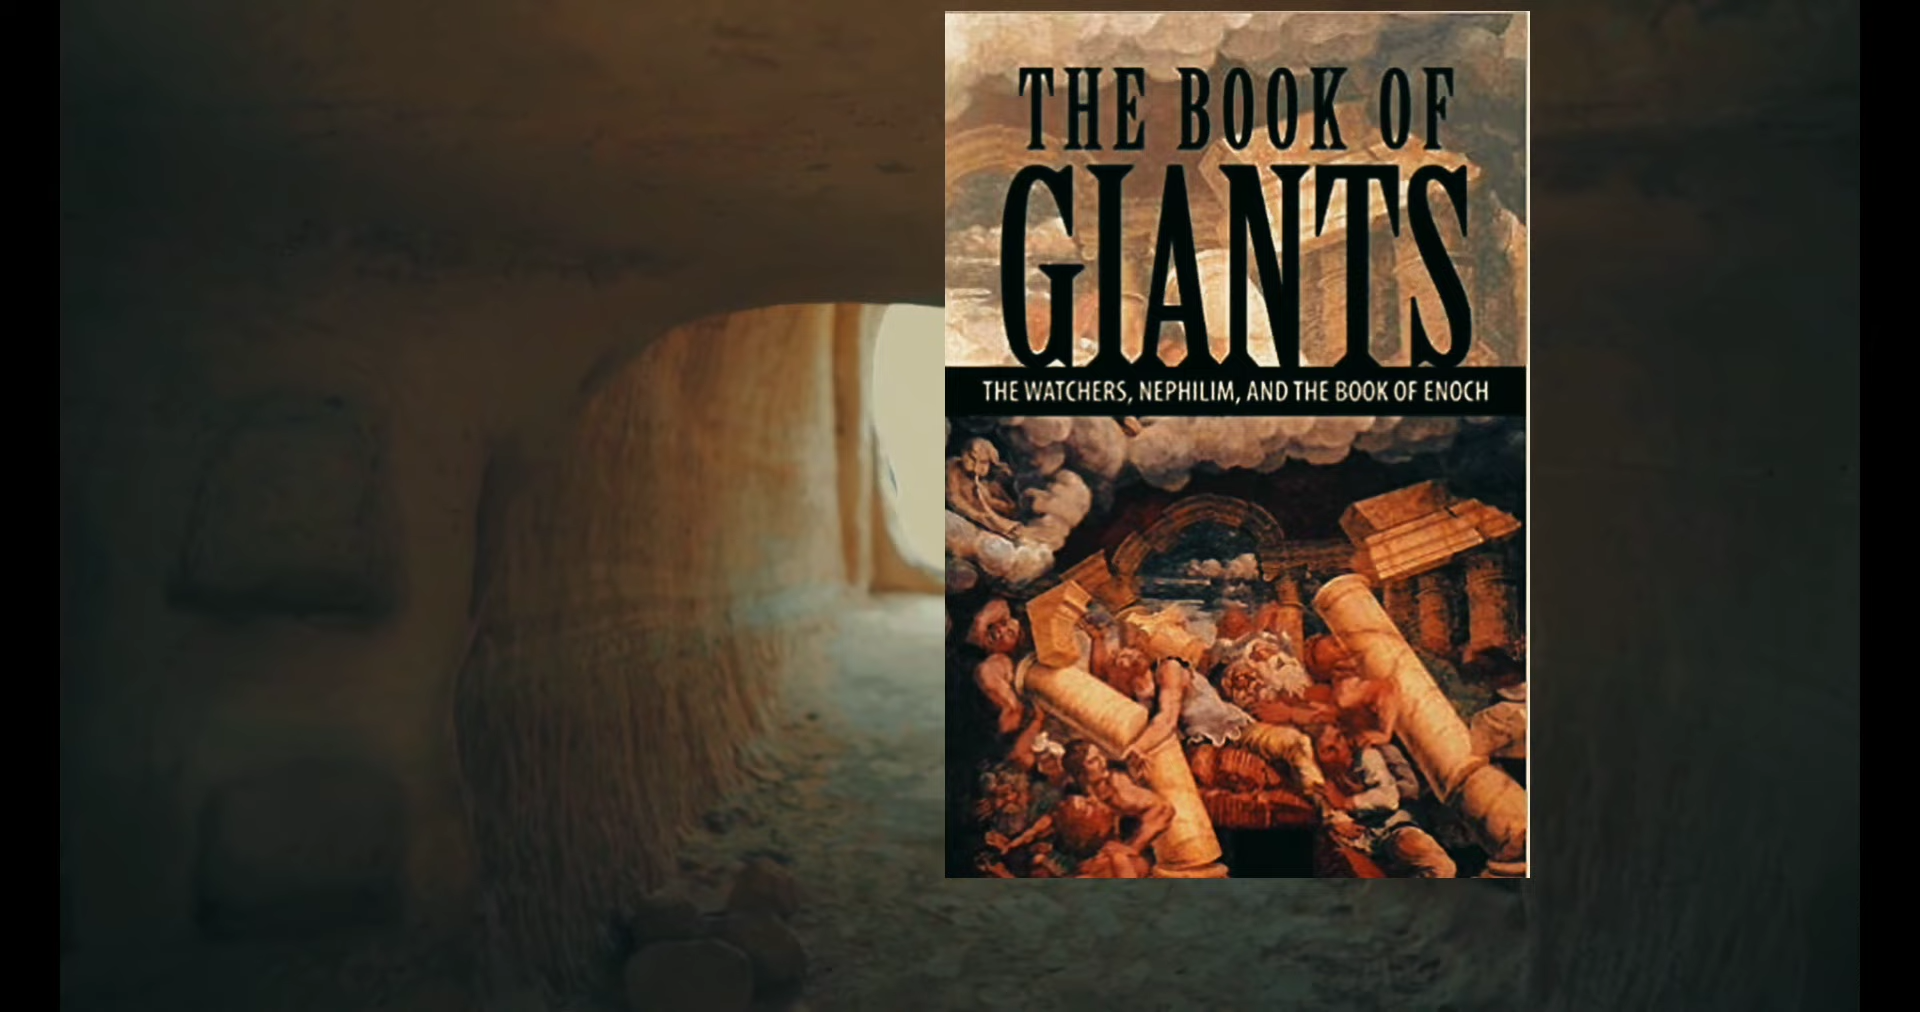 THE BOOK OF
GIANTS
THE WATCHERS, NEPHILIM, AND THE BOOK OF ENOCH